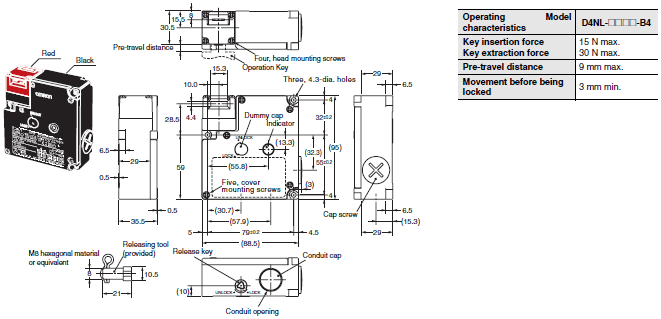 Operating characteristics Model D4NL-□□□□-B4
Key insertion force 15 N max.
Key extraction force 30 N max.
Pre-travel distance 9 mm max.
Movement before being locked 3 mm min.
8
15.5
30.5
Pre-travel distance
Four, head mounting screws
Operation Key
Red
Black
15.3
10.0
Three, 4.3-dia. holes
29
6.5
4
4.4
28.5
32±0.2
Dummy cap
Indicator
UNLOCK
LOCK
(13.3)
(95)
6.5
29
(32.3)
55±0.2
(55.8)
0.5
59
Five, cover mounting screws
(3)
4
0.5
(30.7)
Cap screw
6.5
35.5
(57.9)
(15.3)
5
79±0.2
4.5
29
(88.5)
Releasing tool (provided)
Release key
Conduit cap
M8 hexagonal material or equivalent
8
10.5
(10)
UNLOCK
LOCK
21
Conduit opening